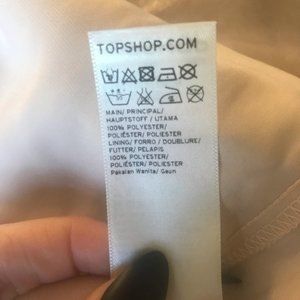 TOPSHOP.COM
MAIN/ PRINCIPAL/
HAUPTSTOFF / UTAMA
100% POLYESTER/
POLIÉSTER/ POLIESTER
LINING/ FORRO / DOUBLURE/
FUTTER/ PELAPIS
100% POLYESTER/
POLIÉSTER/ POLIESTER
Pakaian Wanita/ Gaun